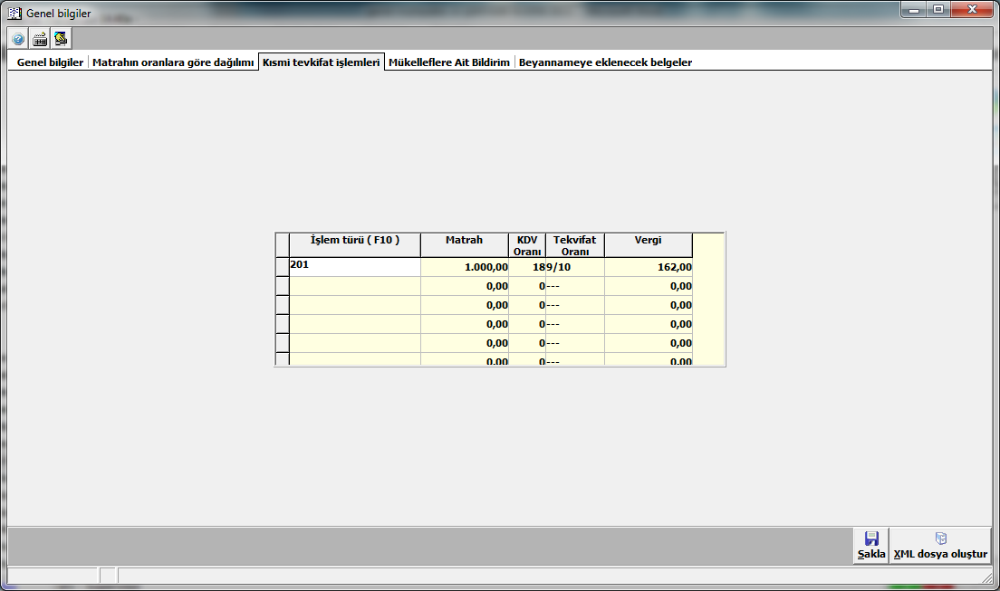 Genel bilgiler
Genel bilgiler Matrahın oranlara göre dağılımı Kısmi tevkifat işlemleri Mükelleflere Ait Bildirim Beyannameye eklenecek belgeler
İşlem türü ( F10 ) Matrah KDV Oranı Tekvifat Oranı Vergi
201 1.000,00 18 9/10 162,00
0,00 0 --- 0,00
0,00 0 --- 0,00
0,00 0 --- 0,00
0,00 0 --- 0,00
0,00 0 --- 0,00
Sakla XML dosya oluştur